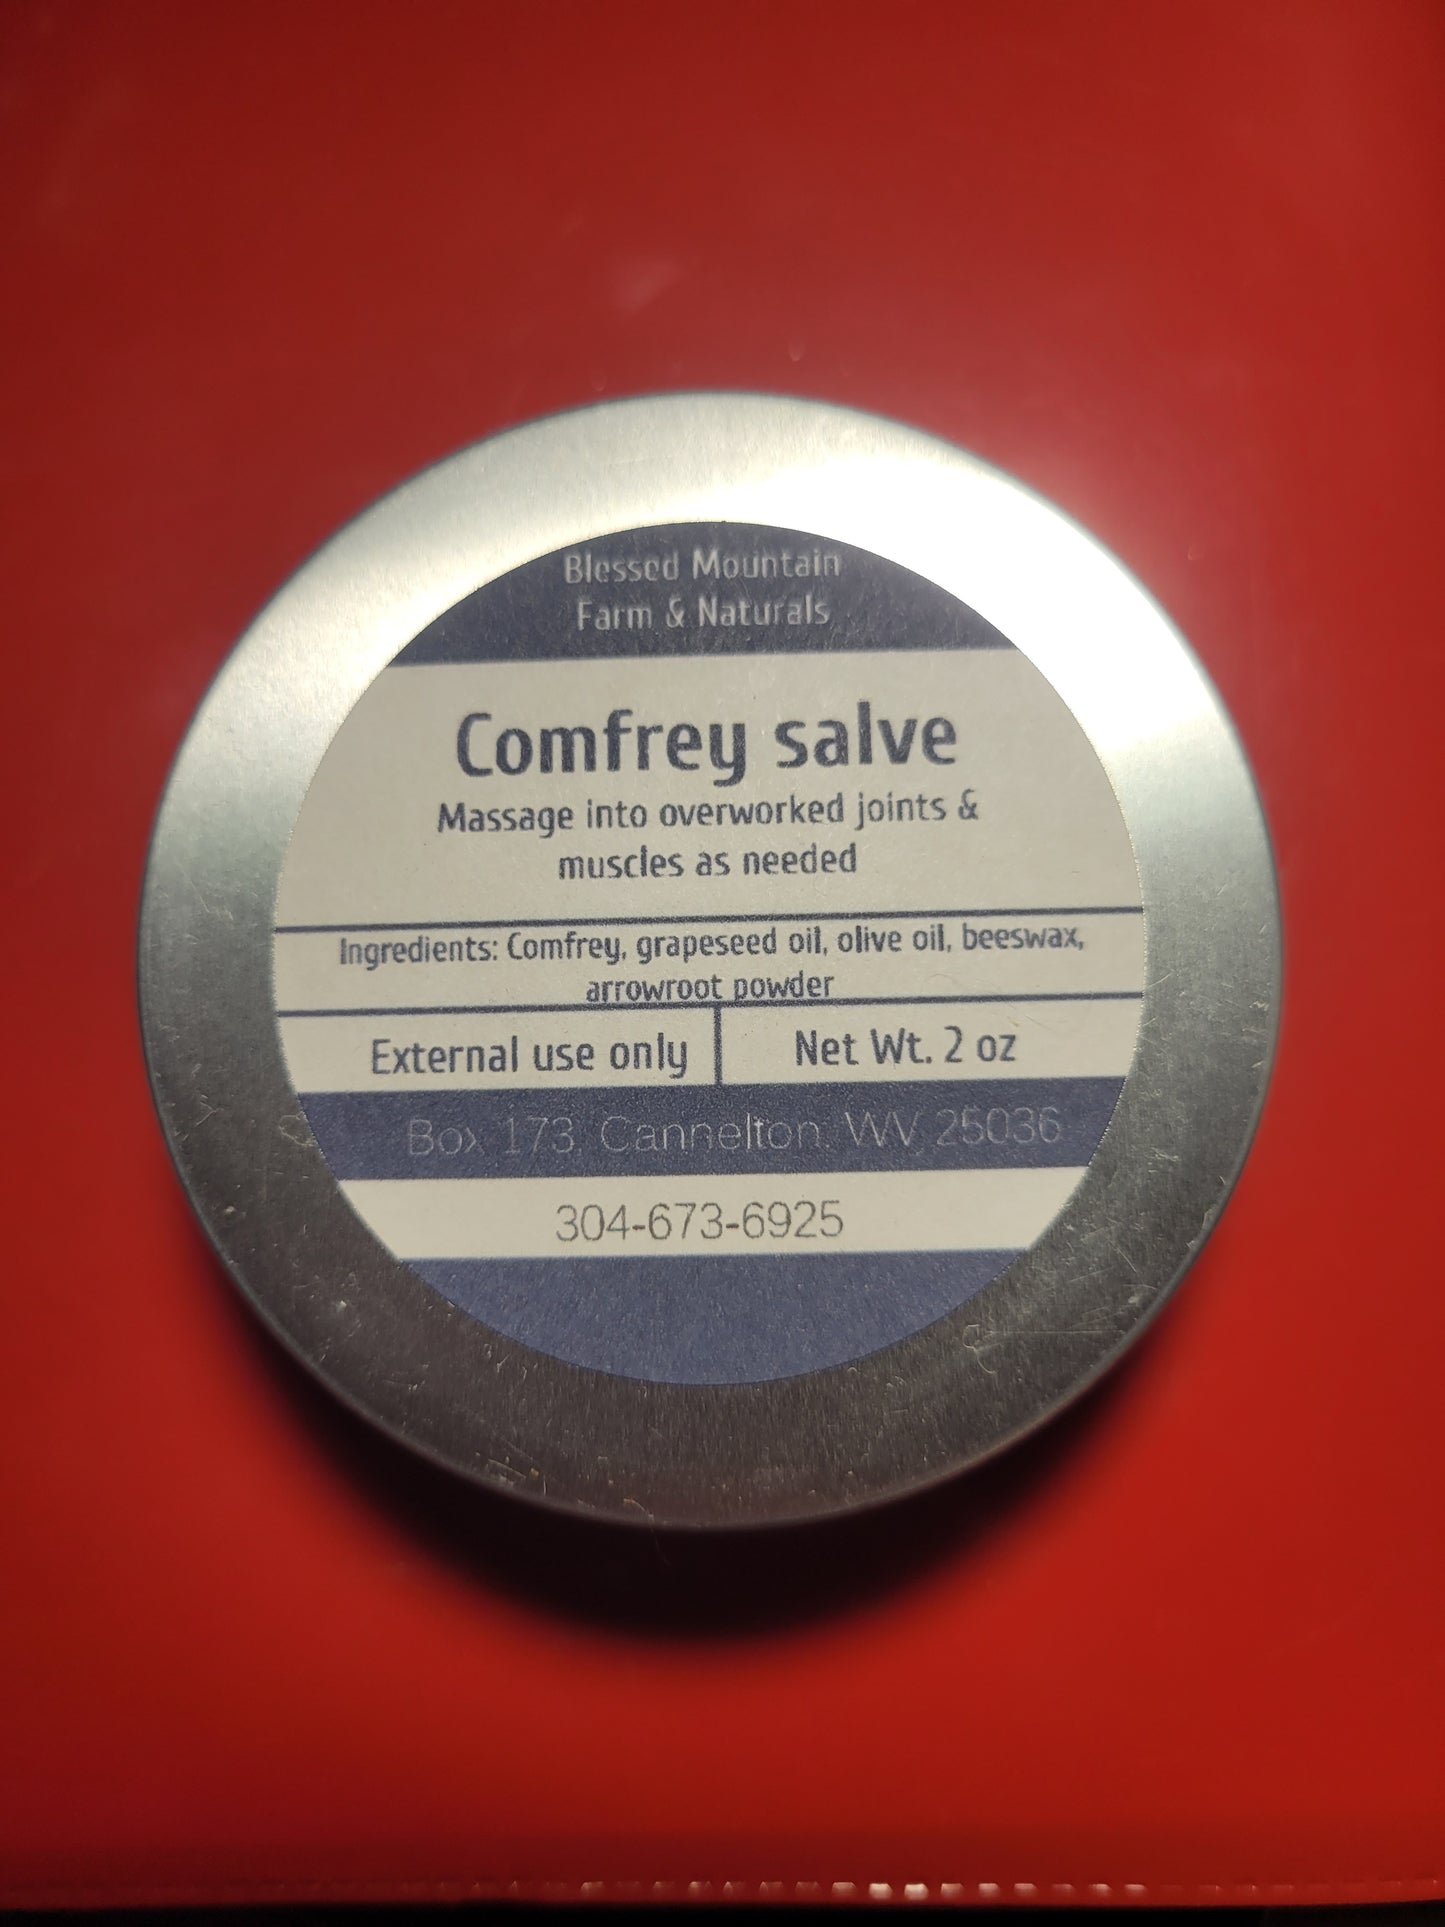 Blessed Mountain
Farm & Naturals
Comfrey salve
Massage into overworked joints &
muscles as needed
Ingredients: Comfrey, grapeseed oil, olive oil, beeswax,
arrowroot powder
External use only
Net Wt. 2 oz
Box 173, Cannelton, WV 25036
304-673-6925